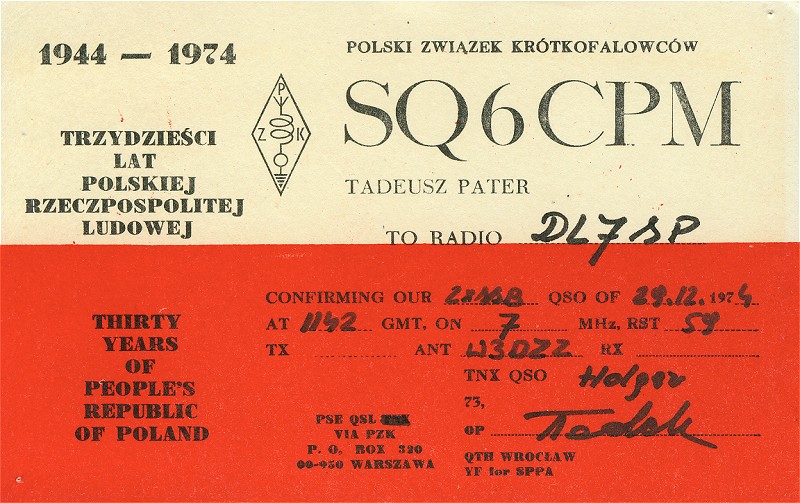 1944 — 1974
POLSKI ZWIĄZEK KRÓTKOFALOWCÓW
SQ6CPM
P
Z K
TADEUSZ PATER
TRZYDZIEŚCI
LAT
POLSKIEJ
RZECZPOSPOLITEJ
LUDOWEJ
TO RADIO DL7SP
CONFIRMING OUR 2xSSB QSO OF 29.12.1974
AT 1142 GMT, ON 7 MHz, RST 59
TX ANT W3DZZ RX
THIRTY
YEARS
OF
PEOPLE'S
REPUBLIC
OF POLAND
TNX QSO Holger
73,
OP Tadek
PSE QSL
VIA PZK
P. O. BOX 320
00-950 WARSZAWA
QTH WROCŁAW
YF for SPPA